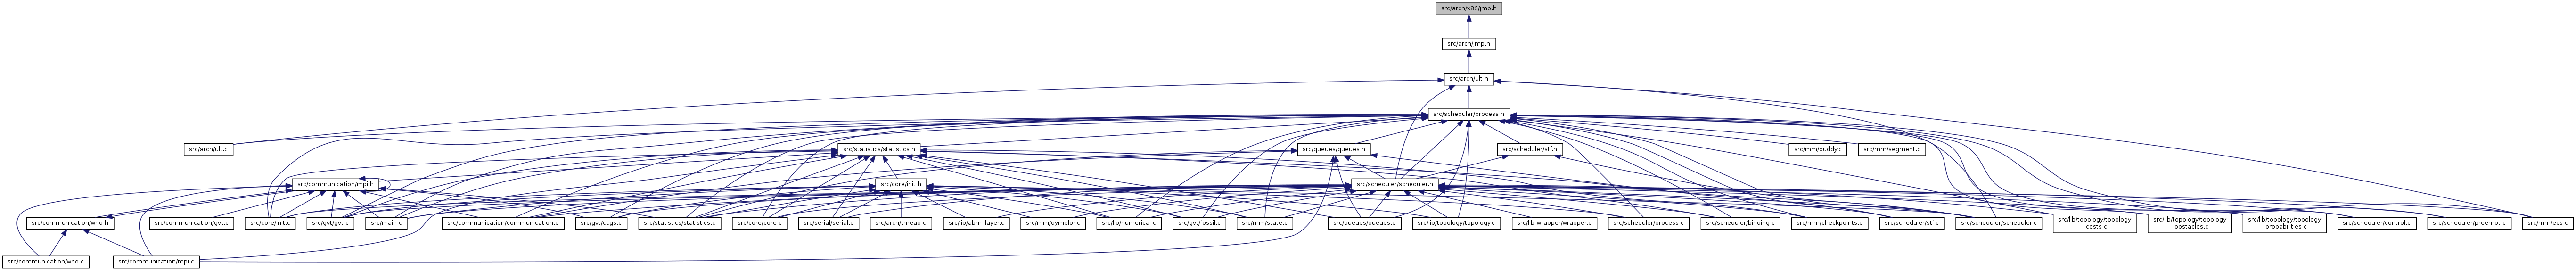 src/arch/x86/jmp.h
src/arch/jmp.h
src/arch/ult.h
src/scheduler/process.h
src/arch/ult.c
src/statistics/statistics.h
src/queues/queues.h
src/scheduler/stf.h
src/mm/buddy.c
src/mm/segment.c
src/communication/mpi.h
src/core/init.h
src/scheduler/scheduler.h
src/communication/wnd.h
src/communication/gvt.c
src/core/init.c
src/gvt/gvt.c
src/main.c
src/communication/communication.c
src/gvt/ccgs.c
src/statistics/statistics.c
src/core/core.c
src/serial/serial.c
src/arch/thread.c
src/lib/abm_layer.c
src/mm/dymelor.c
src/lib/numerical.c
src/gvt/fossil.c
src/mm/state.c
src/queues/queues.c
src/lib/topology/topology.c
src/lib-wrapper/wrapper.c
src/scheduler/process.c
src/scheduler/binding.c
src/mm/checkpoints.c
src/scheduler/stf.c
src/scheduler/scheduler.c
src/lib/topology/topology
_costs.c
src/lib/topology/topology
_obstacles.c
src/lib/topology/topology
_probabilities.c
src/scheduler/control.c
src/scheduler/preempt.c
src/mm/ecs.c
src/communication/wnd.c
src/communication/mpi.c